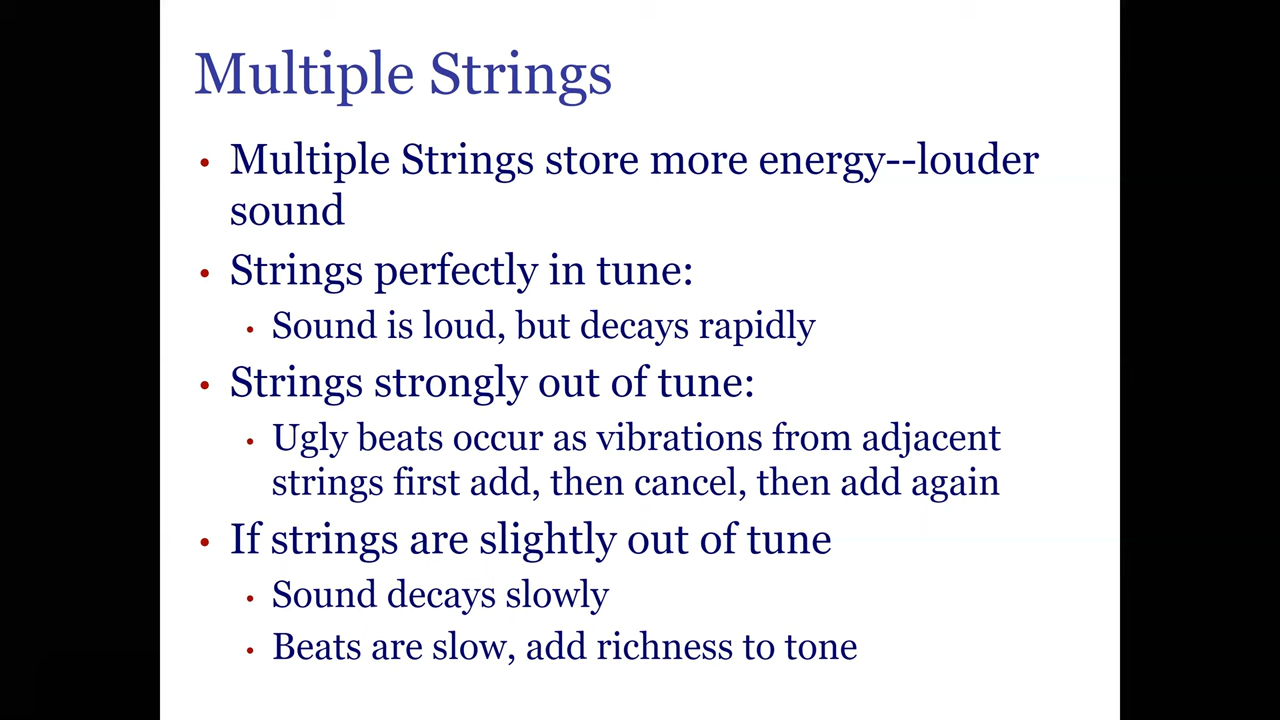 Multiple Strings
• Multiple Strings store more energy--louder
sound
• Strings perfectly in tune:
• Sound is loud, but decays rapidly
• Strings strongly out of tune:
• Ugly beats occur as vibrations from adjacent
strings first add, then cancel, then add again
• If strings are slightly out of tune
• Sound decays slowly
• Beats are slow, add richness to tone